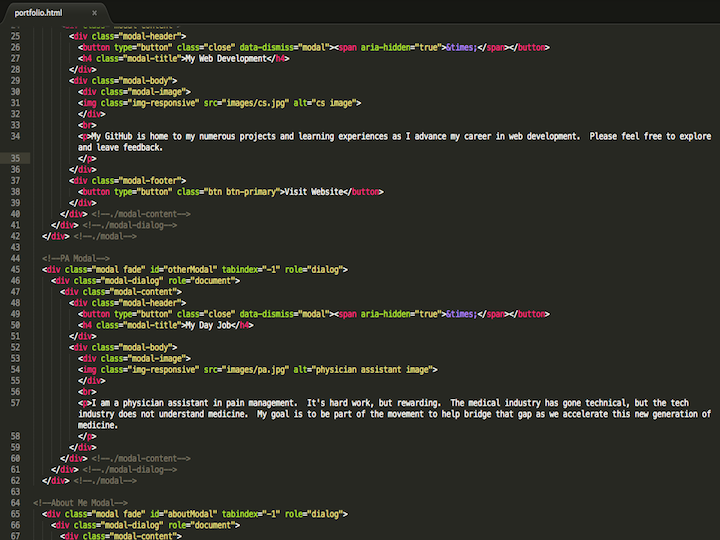 portfolio.html x
25 <div class="modal-header">
26 <button type="button" class="close" data-dismiss="modal"><span aria-hidden="true">&times;</span></button>
27 <h4 class="modal-title">My Web Development</h4>
28 </div>
29 <div class="modal-body">
30 <div class="modal-image">
31 <img class="img-responsive" src="images/cs.jpg" alt="cs image">
32 </div>
33 <br>
34 <p>My GitHub is home to my numerous projects and learning experiences as I advance my career in web development.  Please feel free to explore
and leave feedback.
35 </p>
36 </div>
37 <div class="modal-footer">
38 <button type="button" class="btn btn-primary">Visit Website</button>
39 </div>
40 </div> <!--./modal-content-->
41 </div> <!--./modal-dialog-->
42 </div> <!--./modal-->
43
44 <!--PA Modal-->
45 <div class="modal fade" id="otherModal" tabindex="-1" role="dialog">
46 <div class="modal-dialog" role="document">
47 <div class="modal-content">
48 <div class="modal-header">
49 <button type="button" class="close" data-dismiss="modal"><span aria-hidden="true">&times;</span></button>
50 <h4 class="modal-title">My Day Job</h4>
51 </div>
52 <div class="modal-body">
53 <div class="modal-image">
54 <img class="img-responsive" src="images/pa.jpg" alt="physician assistant image">
55 </div>
56 <br>
57 <p>I am a physician assistant in pain management.  It's hard work, but rewarding.  The medical industry has gone technical, but the tech
industry does not understand medicine.  My goal is to be part of the movement to help bridge that gap as we accelerate this new generation of
medicine.
58 </p>
59 </div>
60 </div> <!--./modal-content-->
61 </div> <!--./modal-dialog-->
62 </div> <!--./modal-->
63
64 <!--About Me Modal-->
65 <div class="modal fade" id="aboutModal" tabindex="-1" role="dialog">
66 <div class="modal-dialog" role="document">
67 <div class="modal-content">